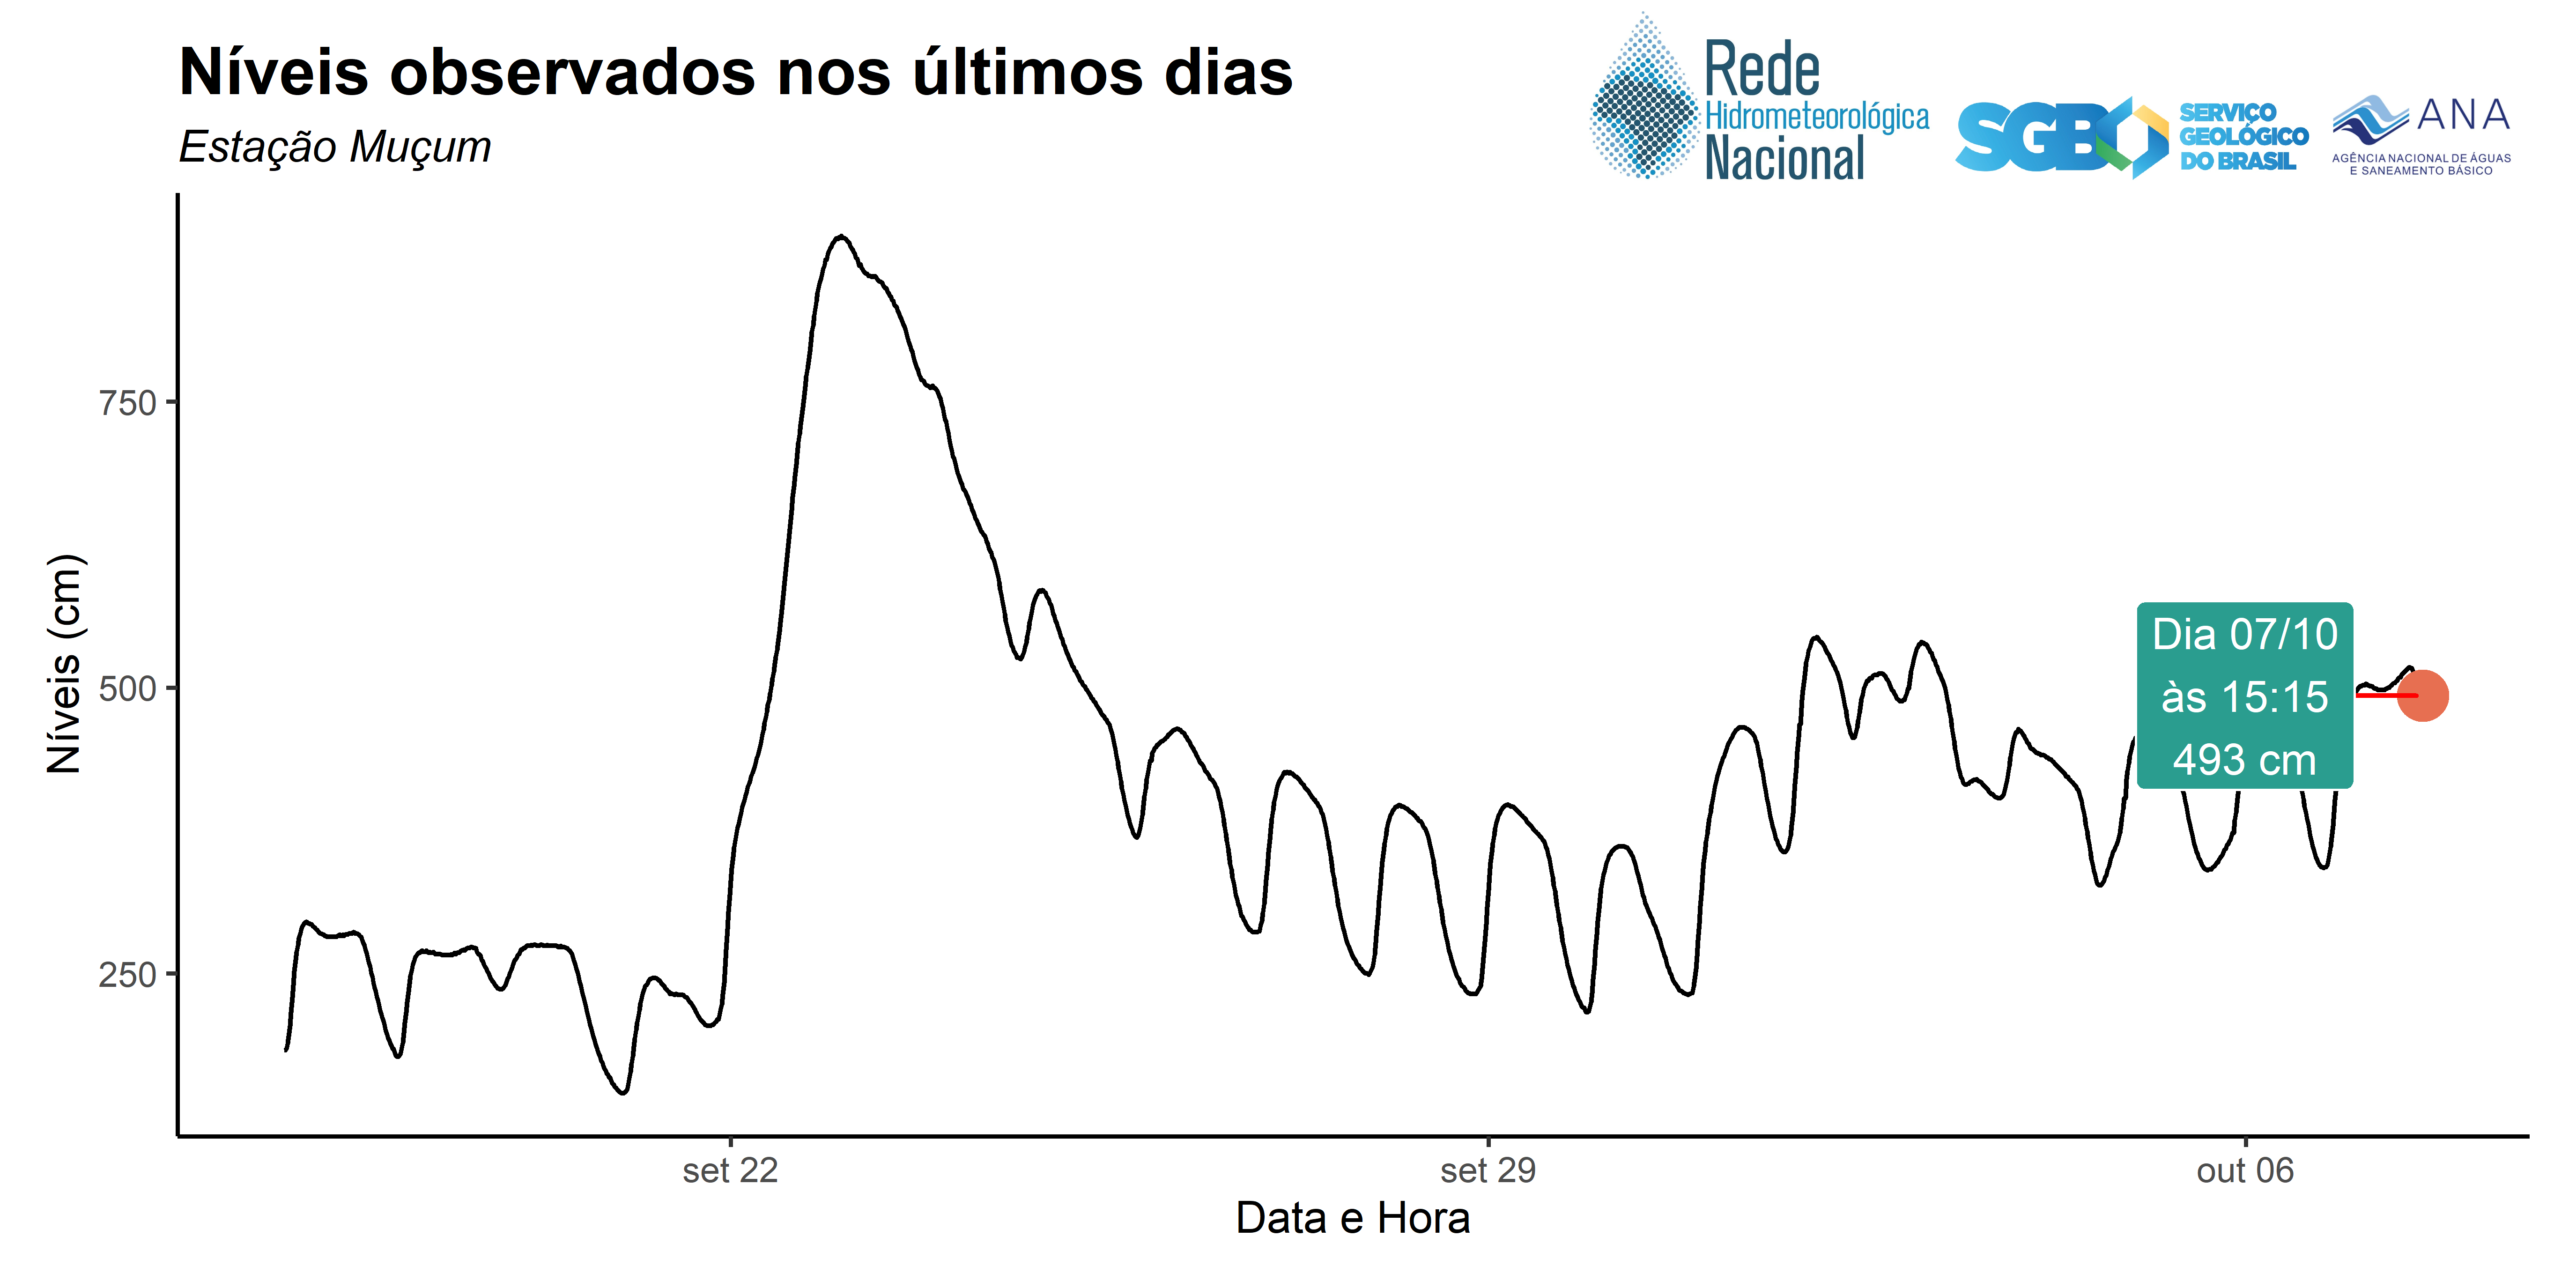 Níveis observados nos últimos dias
Estação Muçum
Rede
Hidrometeorológica
Nacional
SGB
SERVIÇO
GEOLÓGICO
DO BRASIL
ANA
AGÊNCIA NACIONAL DE ÁGUAS
E SANEAMENTO BÁSICO
Níveis (cm)
750
500
250
Dia 07/10
às 15:15
493 cm
set 22
set 29
out 06
Data e Hora